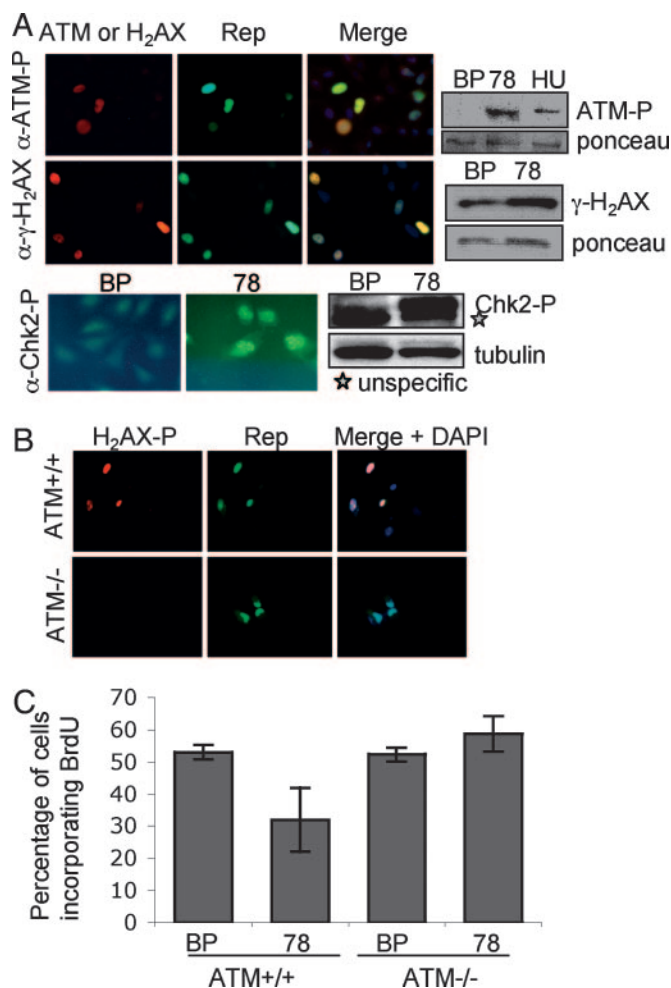 A
ATM or H₂AX Rep Merge
α-ATM-P
BP 78 HU
ATM-P
ponceau
α-γ-H₂AX
BP 78
γ-H₂AX
ponceau
BP 78
α-Chk2-P
BP 78
Chk2-P
☆
tubulin
☆ unspecific
B
H₂AX-P Rep Merge + DAPI
ATM+/+
ATM-/-
C
Percentage of cells
incorporating BrdU
70
60
50
40
30
20
10
0
BP 78 BP 78
ATM+/+ ATM-/-